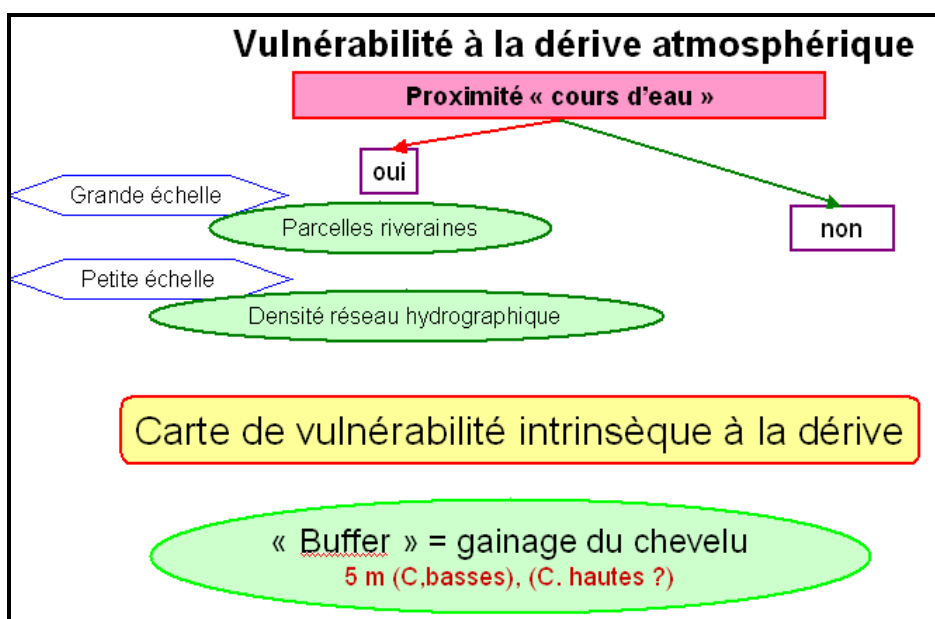 Vulnérabilité à la dérive atmosphérique
Proximité « cours d'eau »
oui
Grande échelle
Parcelles riveraines
non
Petite échelle
Densité réseau hydrographique
Carte de vulnérabilité intrinsèque à la dérive
« Buffer » = gainage du chevelu
5 m (C,basses), (C. hautes ?)